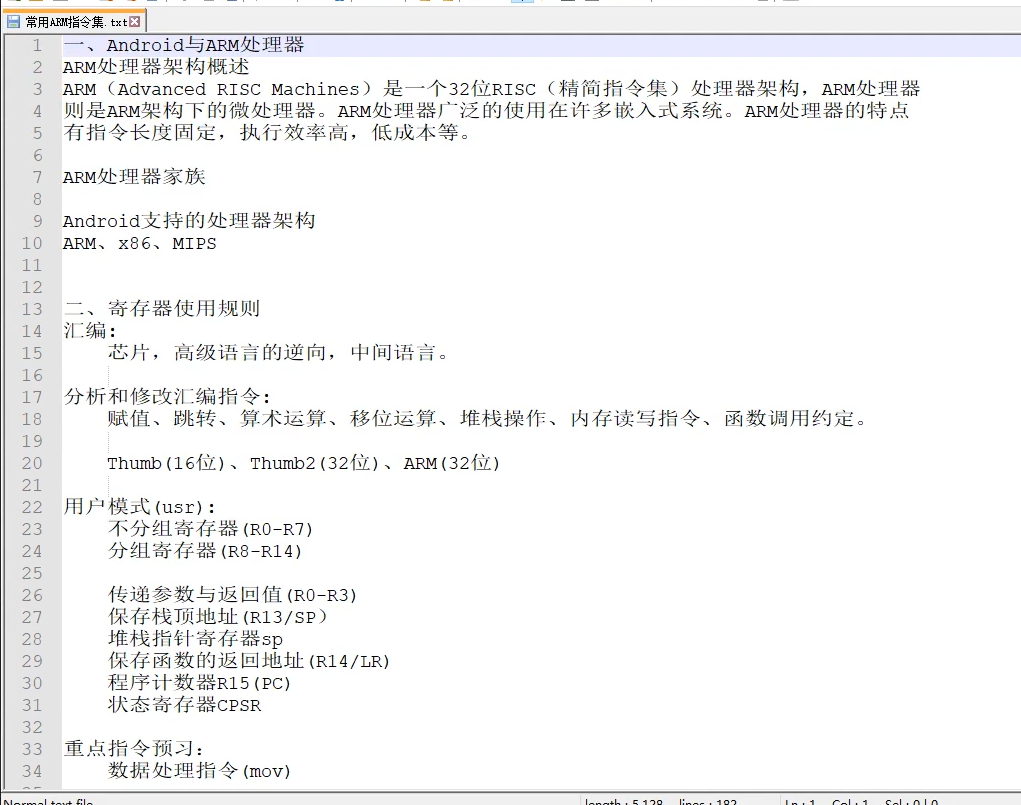 常用ARM指令集.txt
1 一、Android与ARM处理器
2 ARM处理器架构概述
3 ARM（Advanced RISC Machines）是一个32位RISC（精简指令集）处理器架构，ARM处理器
4 则是ARM架构下的微处理器。ARM处理器广泛的使用在许多嵌入式系统。ARM处理器的特点
5 有指令长度固定，执行效率高，低成本等。
6
7 ARM处理器家族
8
9 Android支持的处理器架构
10 ARM、x86、MIPS
11
12
13 二、寄存器使用规则
14 汇编：
15 芯片，高级语言的逆向，中间语言。
16
17 分析和修改汇编指令：
18 赋值、跳转、算术运算、移位运算、堆栈操作、内存读写指令、函数调用约定。
19
20 Thumb(16位)、Thumb2(32位)、ARM(32位)
21
22 用户模式(usr)：
23 不分组寄存器(R0-R7)
24 分组寄存器(R8-R14)
25
26 传递参数与返回值(R0-R3)
27 保存栈顶地址(R13/SP）
28 堆栈指针寄存器sp
29 保存函数的返回地址(R14/LR)
30 程序计数器R15(PC)
31 状态寄存器CPSR
32
33 重点指令预习：
34 数据处理指令(mov)
Normal text file length : 5,128 lines : 182 Ln : 1 Col : 1 Sel : 0 | 0